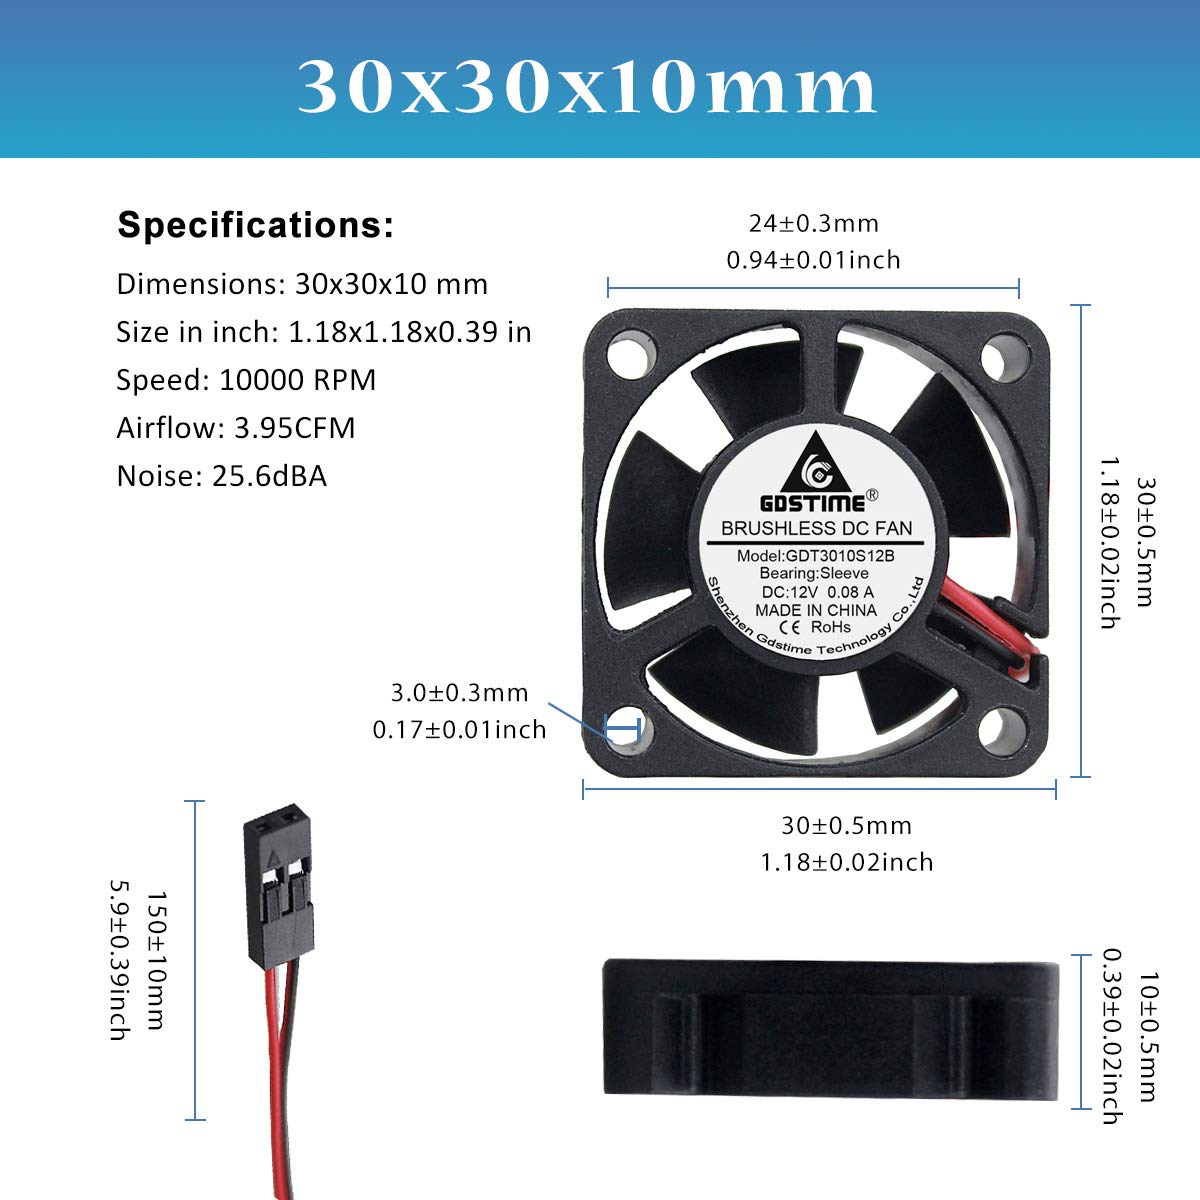 30x30x10mm
Specifications:
Dimensions: 30x30x10 mm
Size in inch: 1.18x1.18x0.39 in
Speed: 10000 RPM
Airflow: 3.95CFM
Noise: 25.6dBA
24±0.3mm
0.94±0.01inch
GDSTIME®
BRUSHLESS DC FAN
Model:GDT3010S12B
Bearing:Sleeve
DC:12V 0.08 A
MADE IN CHINA
CE RoHs
Shenzhen Gdstime Technology Co.,Ltd
30±0.5mm
1.18±0.02inch
3.0±0.3mm
0.17±0.01inch
30±0.5mm
1.18±0.02inch
150±10mm
5.9±0.39inch
10±0.5mm
0.39±0.02inch